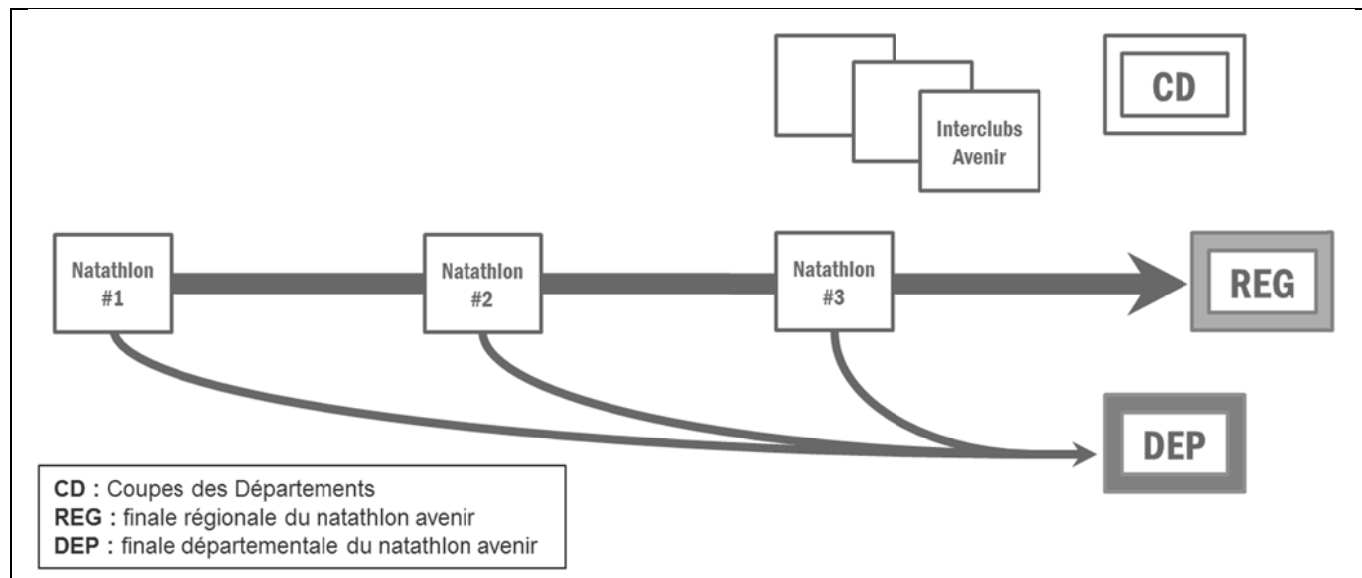 Interclubs
Avenir
CD
Natathlon
#1
Natathlon
#2
Natathlon
#3
REG
DEP
CD : Coupes des Départements
REG : finale régionale du natathlon avenir
DEP : finale départementale du natathlon avenir